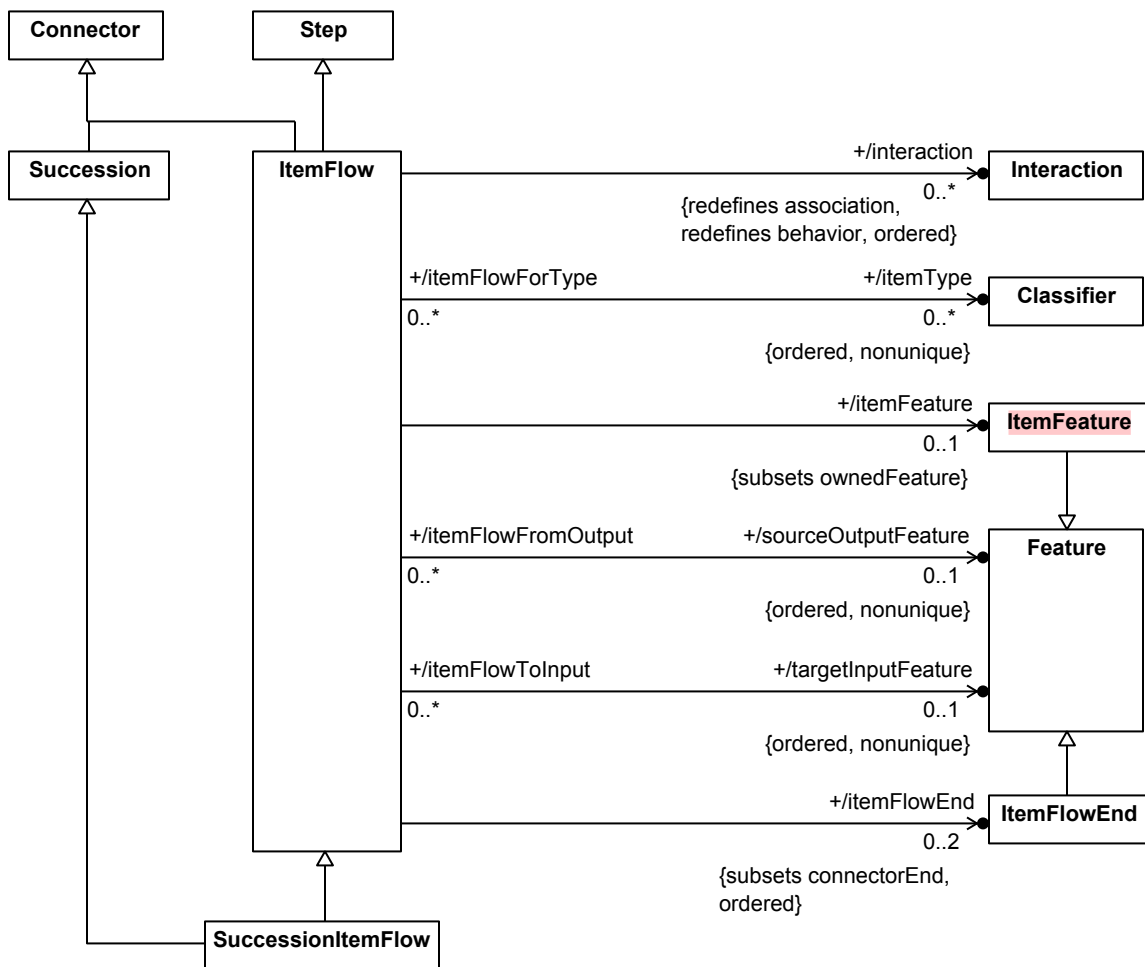 Connector
Step
Succession
ItemFlow
+/interaction
0..*
{redefines association,
redefines behavior, ordered}
Interaction
+/itemFlowForType
0..*
+/itemType
0..*
{ordered, nonunique}
Classifier
+/itemFeature
0..1
{subsets ownedFeature}
ItemFeature
+/itemFlowFromOutput
0..*
+/sourceOutputFeature
0..1
{ordered, nonunique}
Feature
+/itemFlowToInput
0..*
+/targetInputFeature
0..1
{ordered, nonunique}
+/itemFlowEnd
0..2
{subsets connectorEnd,
ordered}
ItemFlowEnd
SuccessionItemFlow